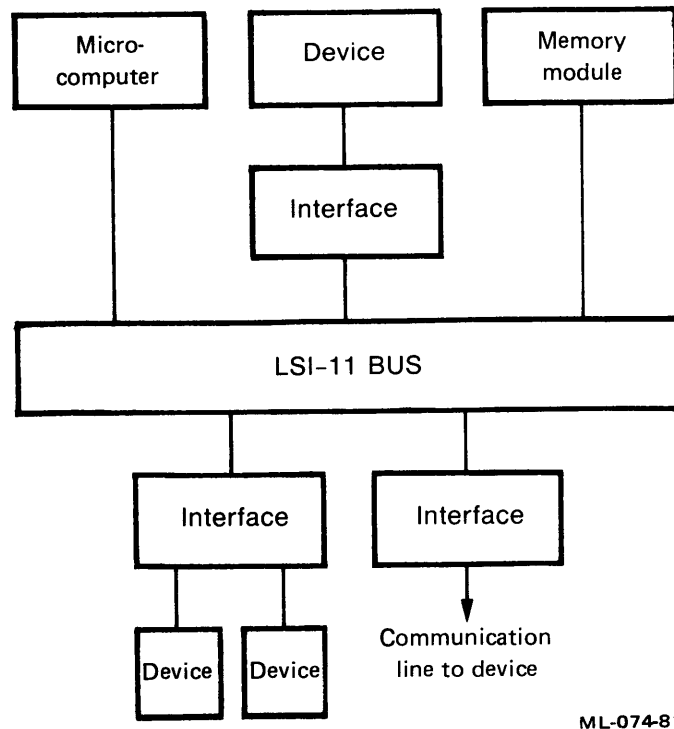 Micro-
computer
Device
Memory
module
Interface
LSI-11 BUS
Interface
Interface
Device
Device
Communication
line to device
ML-074-8